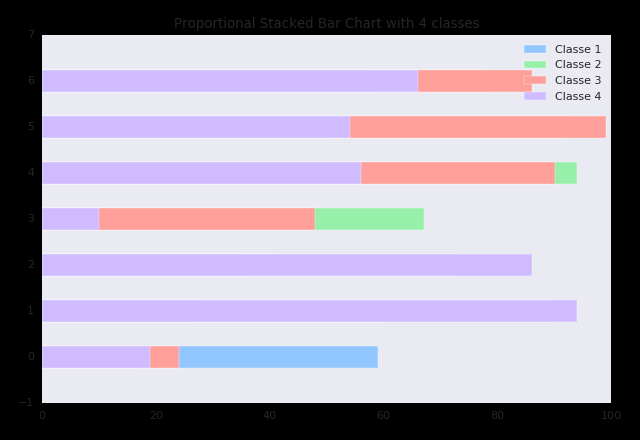 Proportional Stacked Bar Chart with 4 classes
7
6
5
4
3
2
1
0
−1
Classe 1
Classe 2
Classe 3
Classe 4
0 20 40 60 80 100